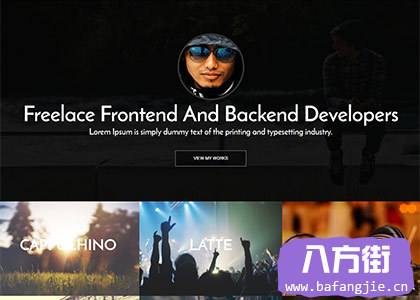 Freelace Frontend And Backend Developers
Lorem Ipsum is simply dummy text of the printing and typesetting industry.
VIEW MY WORKS
CAPPUCHINO
LATTE
八方街
www.bafangjie.cn